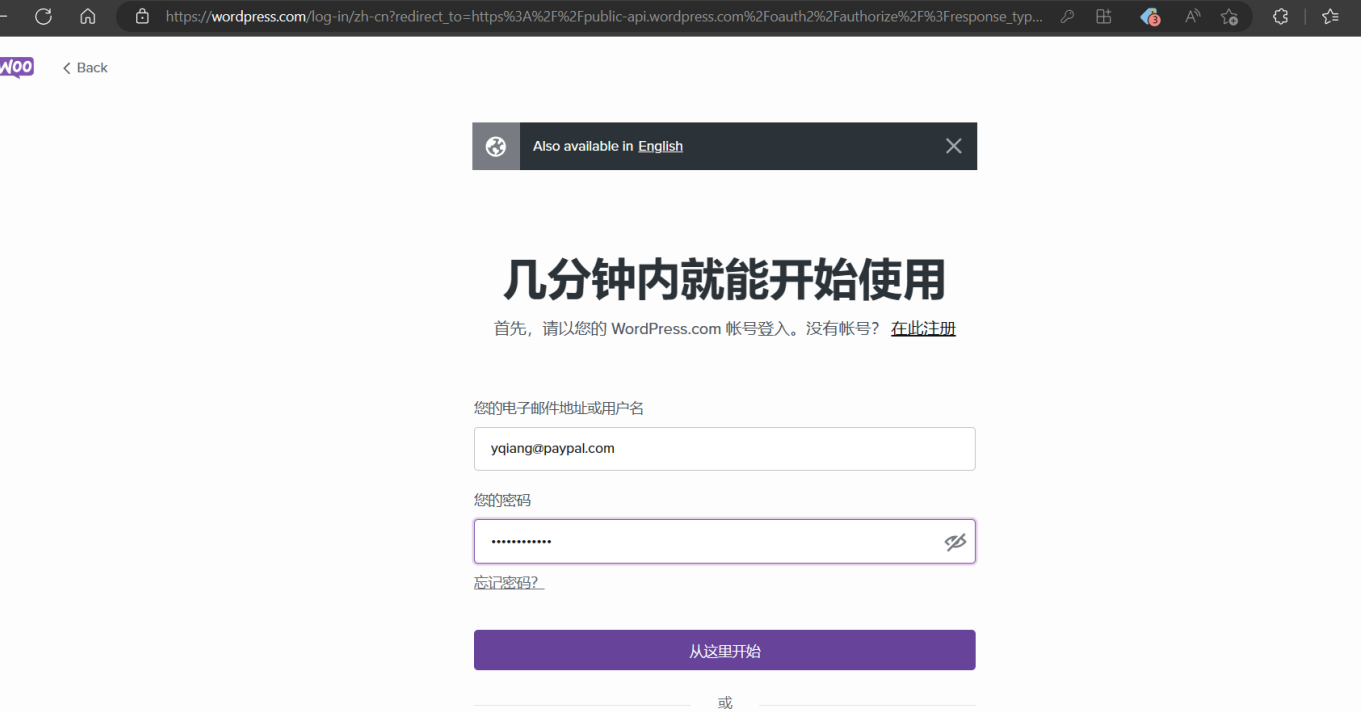 https://wordpress.com/log-in/zh-cn?redirect_to=https%3A%2F%2Fpublic-api.wordpress.com%2Foauth2%2Fauthorize%2F%3Fresponse_typ...
3
WOO
Back
Also available in English
几分钟内就能开始使用
首先，请以您的 WordPress.com 帐号登入。没有帐号？ 在此注册
您的电子邮件地址或用户名
yqiang@paypal.com
您的密码
••••••••••••
忘记密码？
从这里开始
或